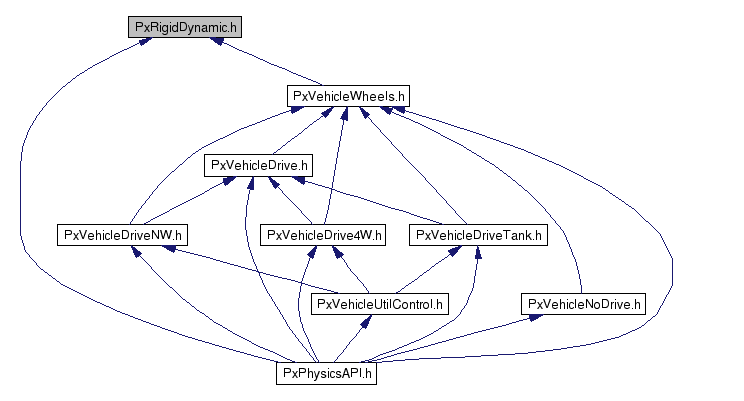 PxRigidDynamic.h
PxVehicleWheels.h
PxVehicleDrive.h
PxVehicleDriveNW.h
PxVehicleDrive4W.h
PxVehicleDriveTank.h
PxVehicleUtilControl.h
PxVehicleNoDrive.h
PxPhysicsAPI.h